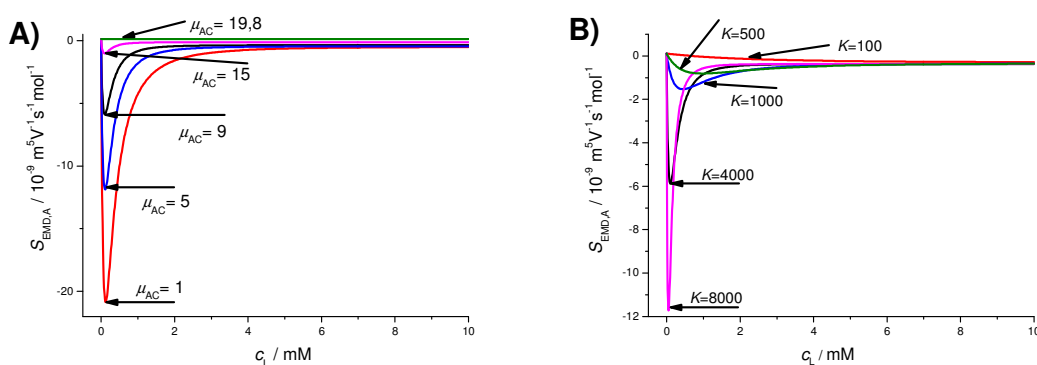 A)
μAC= 19,8
μAC= 15
μAC= 9
μAC= 5
μAC= 1
0
-10
-20
0 2 4 6 8 10
SEMD,A / 10⁻⁹ m⁵V⁻¹s⁻¹mol⁻¹
ci / mM
B)
K=500
K=100
K=1000
K=4000
K=8000
0
-2
-4
-6
-8
-10
-12
0 2 4 6 8 10
SEMD,A / 10⁻⁹ m⁵V⁻¹s⁻¹mol⁻¹
cL / mM